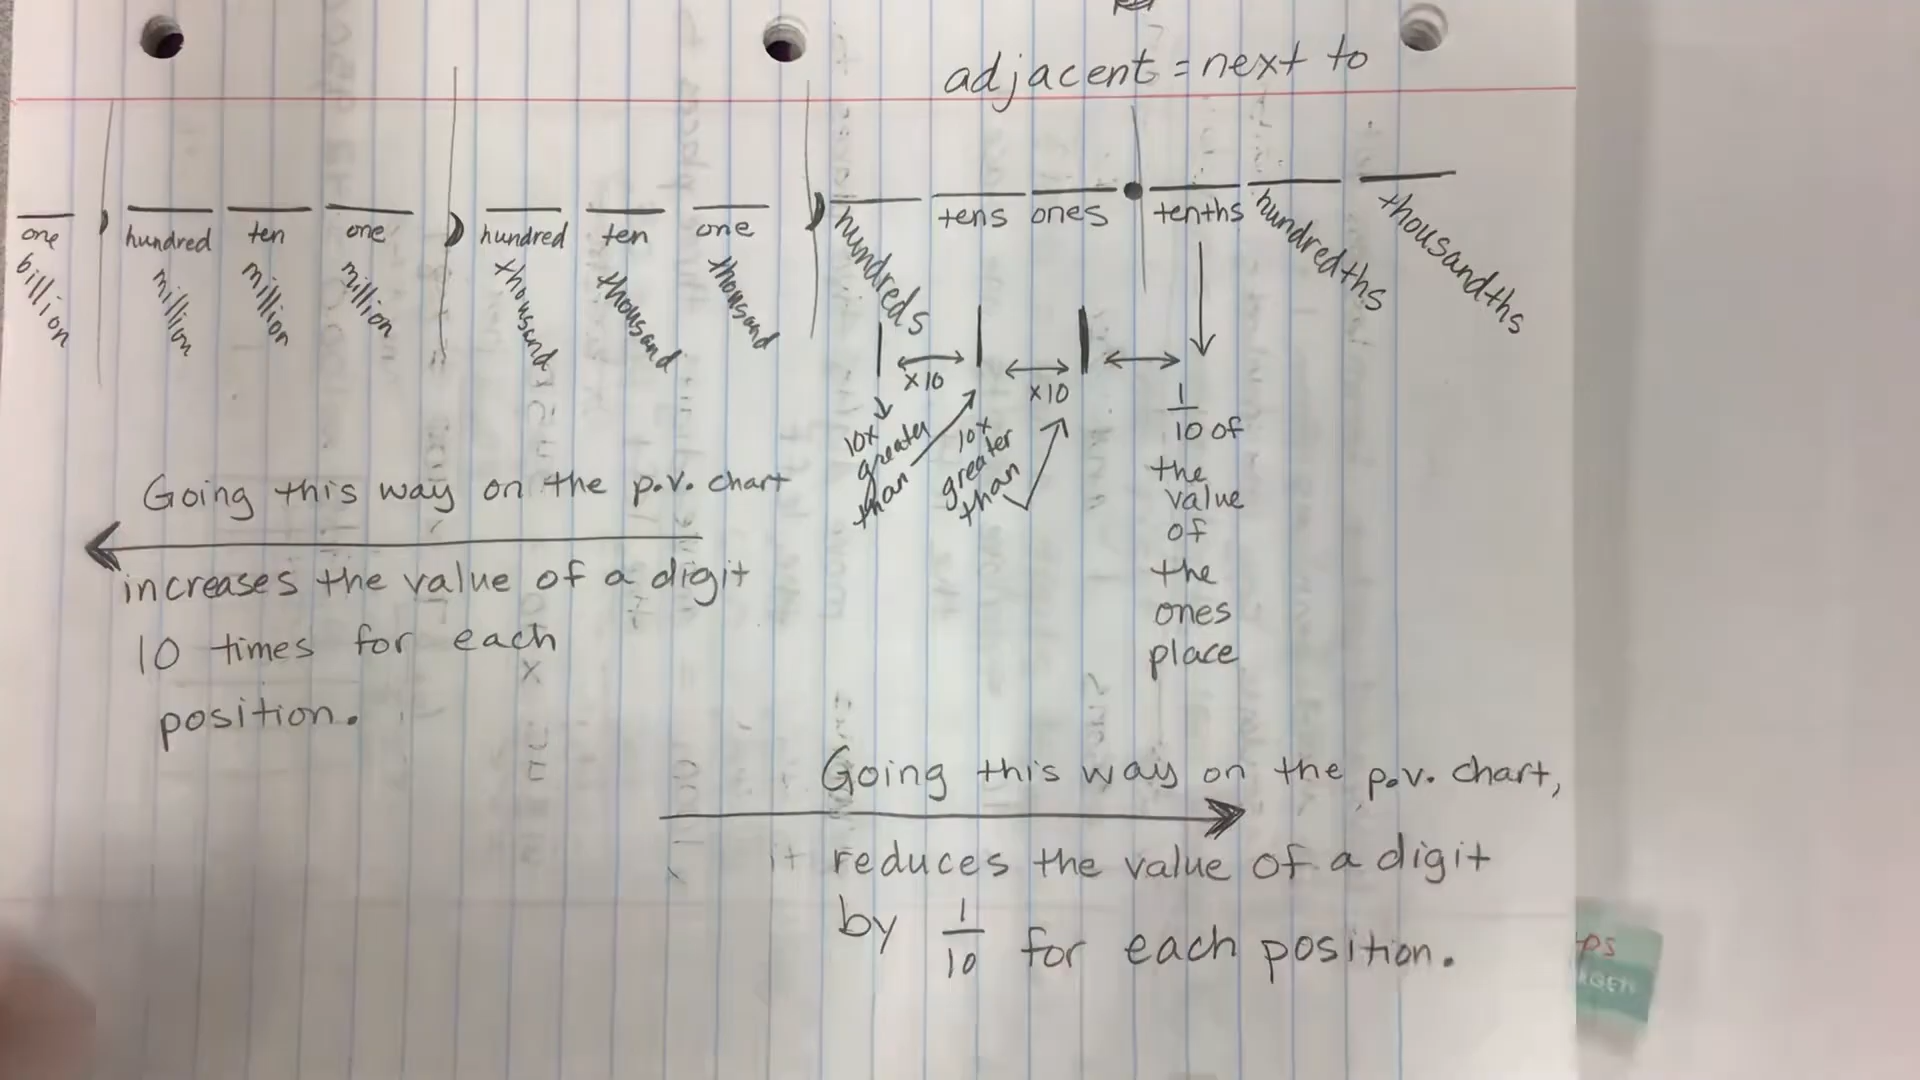 adjacent = next to
one billion , hundred million ten million one million , hundred thousand ten thousand one thousand , hundreds tens ones . tenths hundredths thousandths
x10 x10
10x greater than
10x greater than
1/10 of
the
value
of
the
ones
place
Going this way on the p.v. chart
increases the value of a digit
10 times for each
position.
Going this way on the p.v. chart,
it reduces the value of a digit
by 1/10 for each position.
ps
RGET